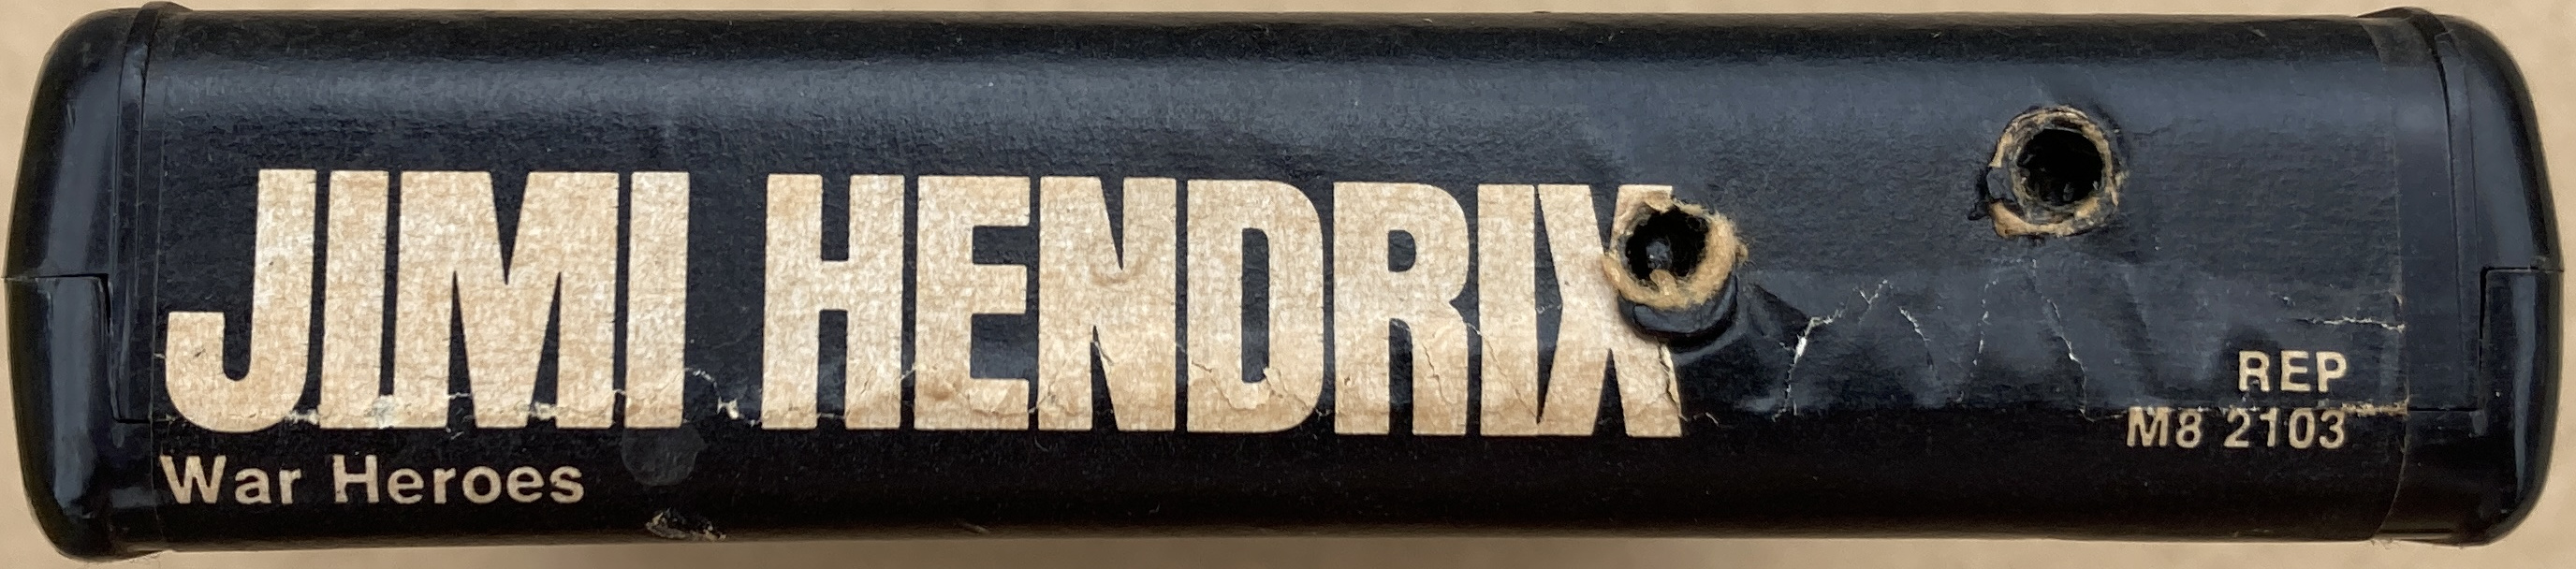 JIMI HENDRIX
War Heroes
REP
M8 2103